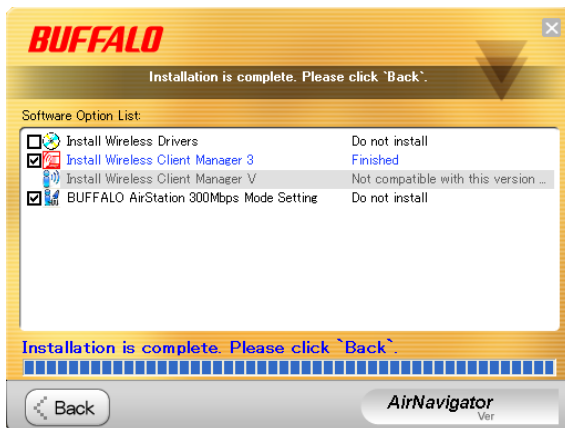 BUFFALO
Installation is complete. Please click `Back`.
Software Option List:
Install Wireless Drivers Do not install
Install Wireless Client Manager 3 Finished
Install Wireless Client Manager V Not compatible with this version ...
BUFFALO AirStation 300Mbps Mode Setting Do not install
Installation is complete. Please click `Back`.
Back
AirNavigator
Ver